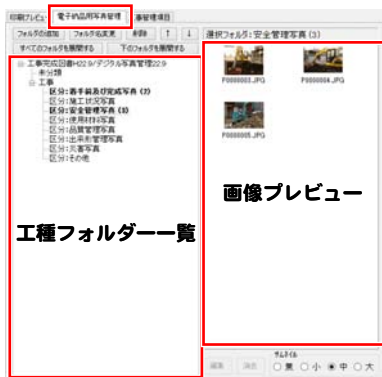 印刷プレビュー 電子納品用写真管理 工事管理項目
フォルダの追加 フォルダ名変更 削除 ↑ ↓ 選択フォルダ:安全管理写真 (3)
すべてのフォルダを展開する 下のフォルダを展開する
工事完成図書H22.9/デジタル写真管理22.9
未分類
工事
区分:着手前及び完成写真 (2)
区分:施工状況写真
区分:安全管理写真 (3)
区分:使用材料写真
区分:品質管理写真
区分:出来形管理写真
区分:災害写真
区分:その他
P0000003.JPG P0000004.JPG
P0000005.JPG
工種フォルダー一覧
画像プレビュー
サムネイル
編集 消去 無 小 中 大